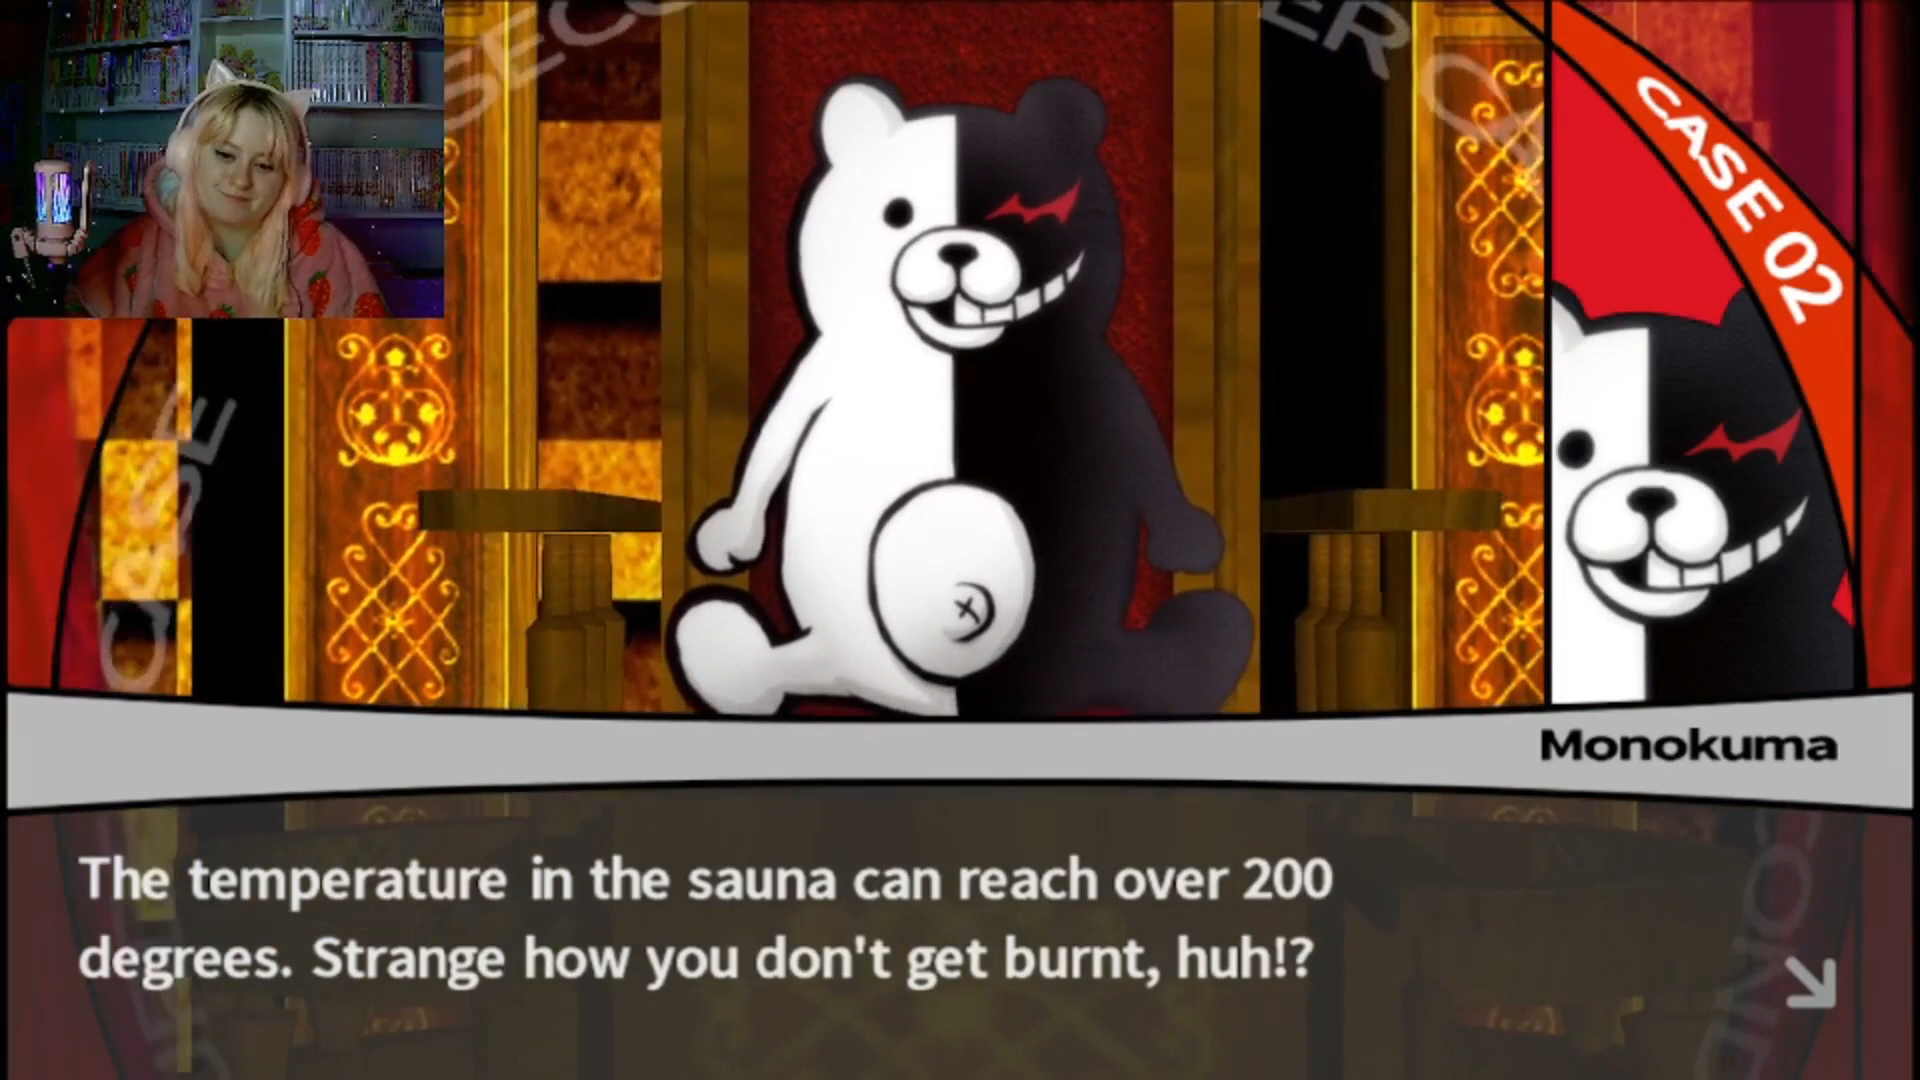 CASE 02
CASE
Monokuma
The temperature in the sauna can reach over 200
degrees. Strange how you don't get burnt, huh!?